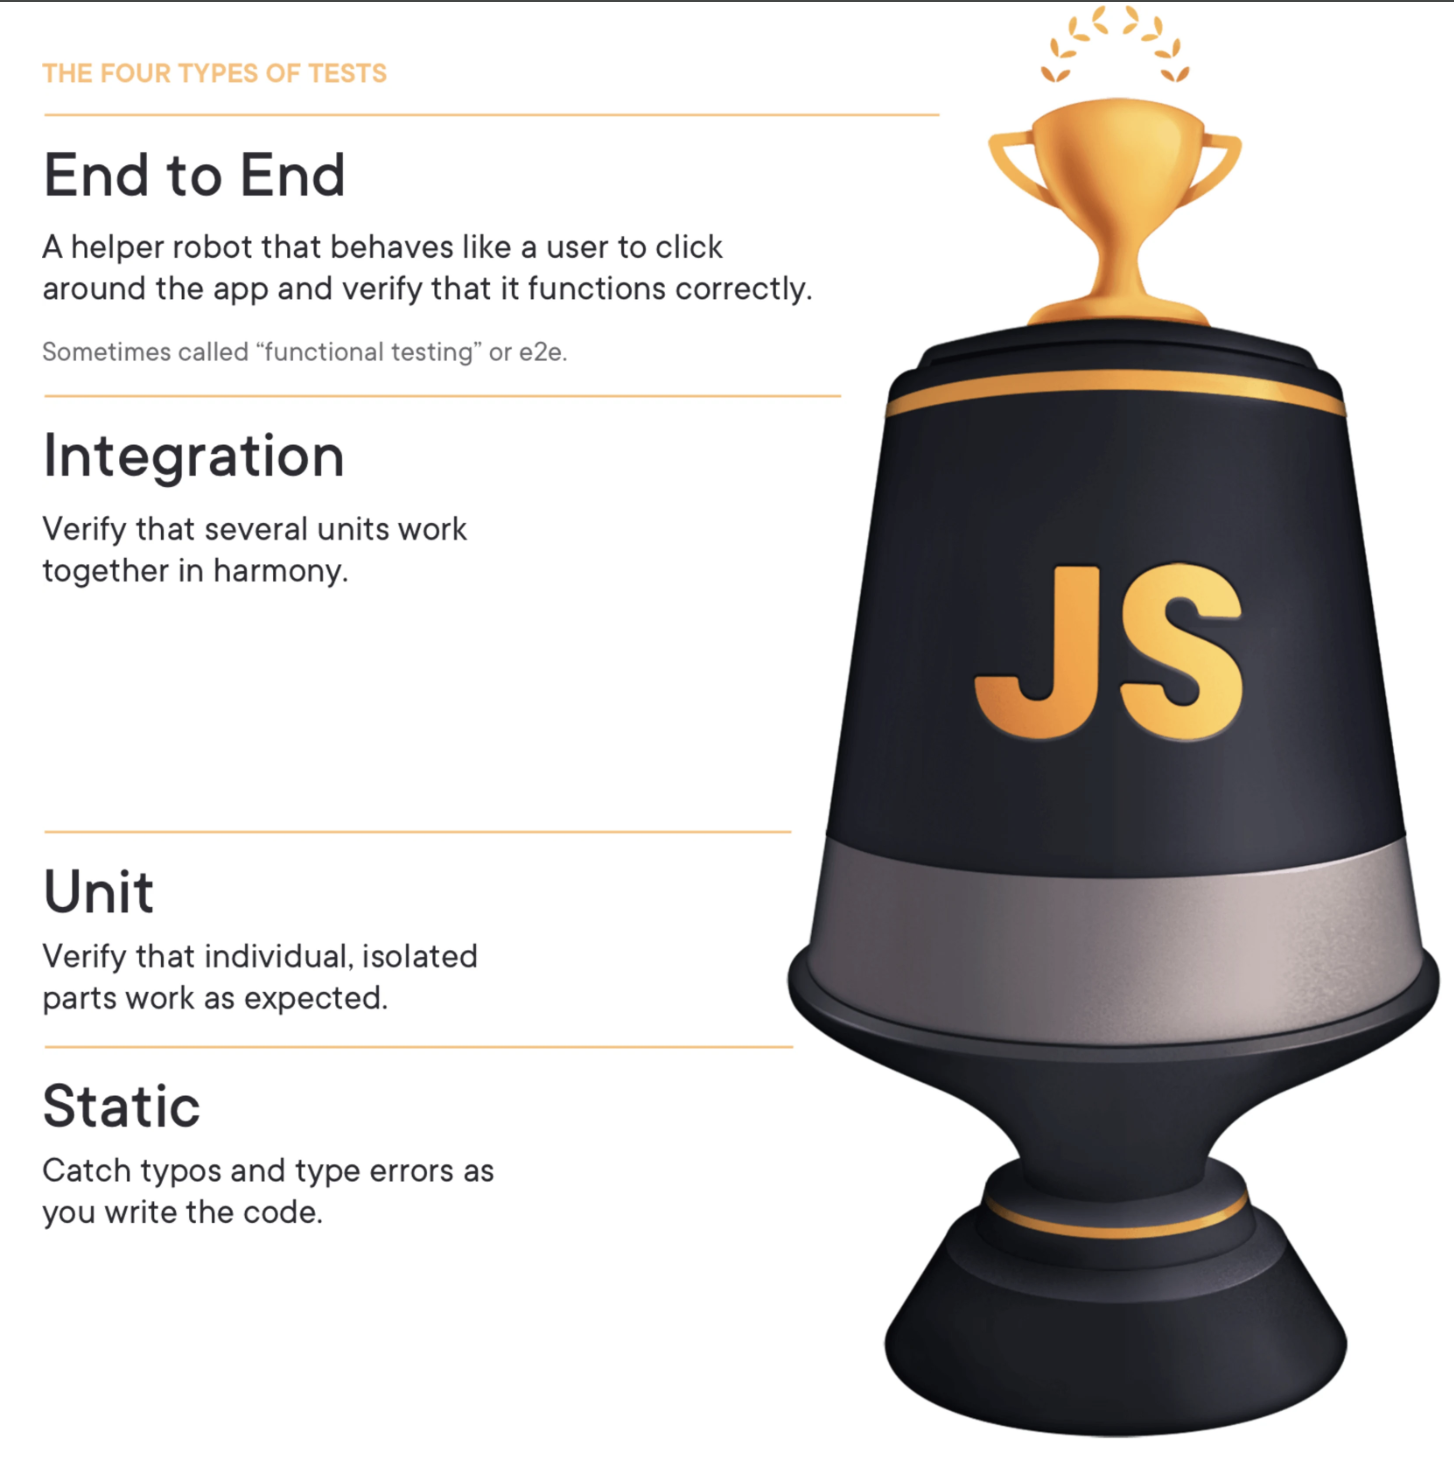 THE FOUR TYPES OF TESTS
End to End
A helper robot that behaves like a user to click
around the app and verify that it functions correctly.
Sometimes called “functional testing” or e2e.
Integration
Verify that several units work
together in harmony.
JS
Unit
Verify that individual, isolated
parts work as expected.
Static
Catch typos and type errors as
you write the code.